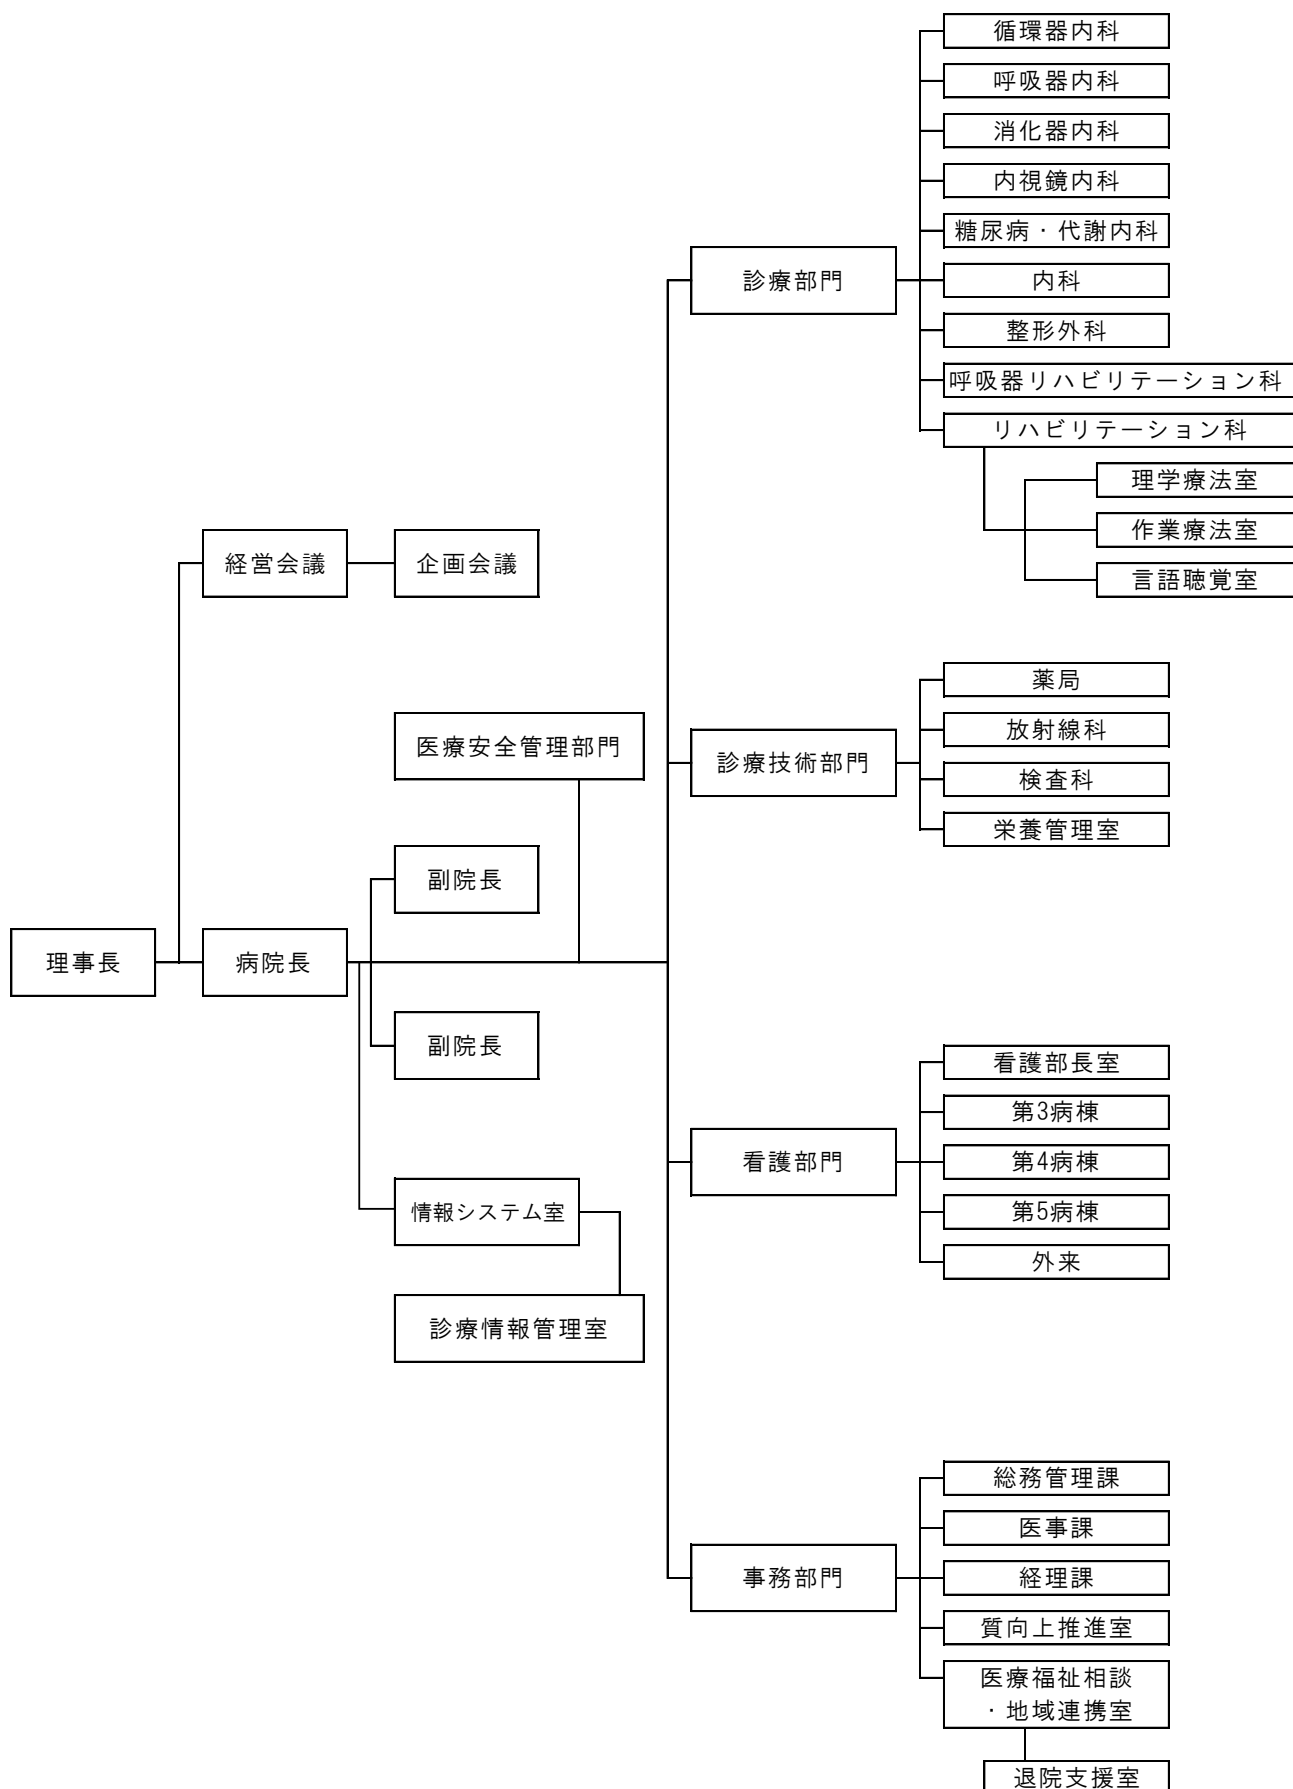 循環器内科
呼吸器内科
消化器内科
内視鏡内科
糖尿病・代謝内科
診療部門
内科
整形外科
呼吸器リハビリテーション科
リハビリテーション科
理学療法室
作業療法室
言語聴覚室
経営会議
企画会議
薬局
放射線科
医療安全管理部門
診療技術部門
検査科
栄養管理室
副院長
理事長
病院長
副院長
看護部長室
第3病棟
看護部門
第4病棟
第5病棟
情報システム室
外来
診療情報管理室
総務管理課
医事課
事務部門
経理課
質向上推進室
医療福祉相談
・地域連携室
退院支援室